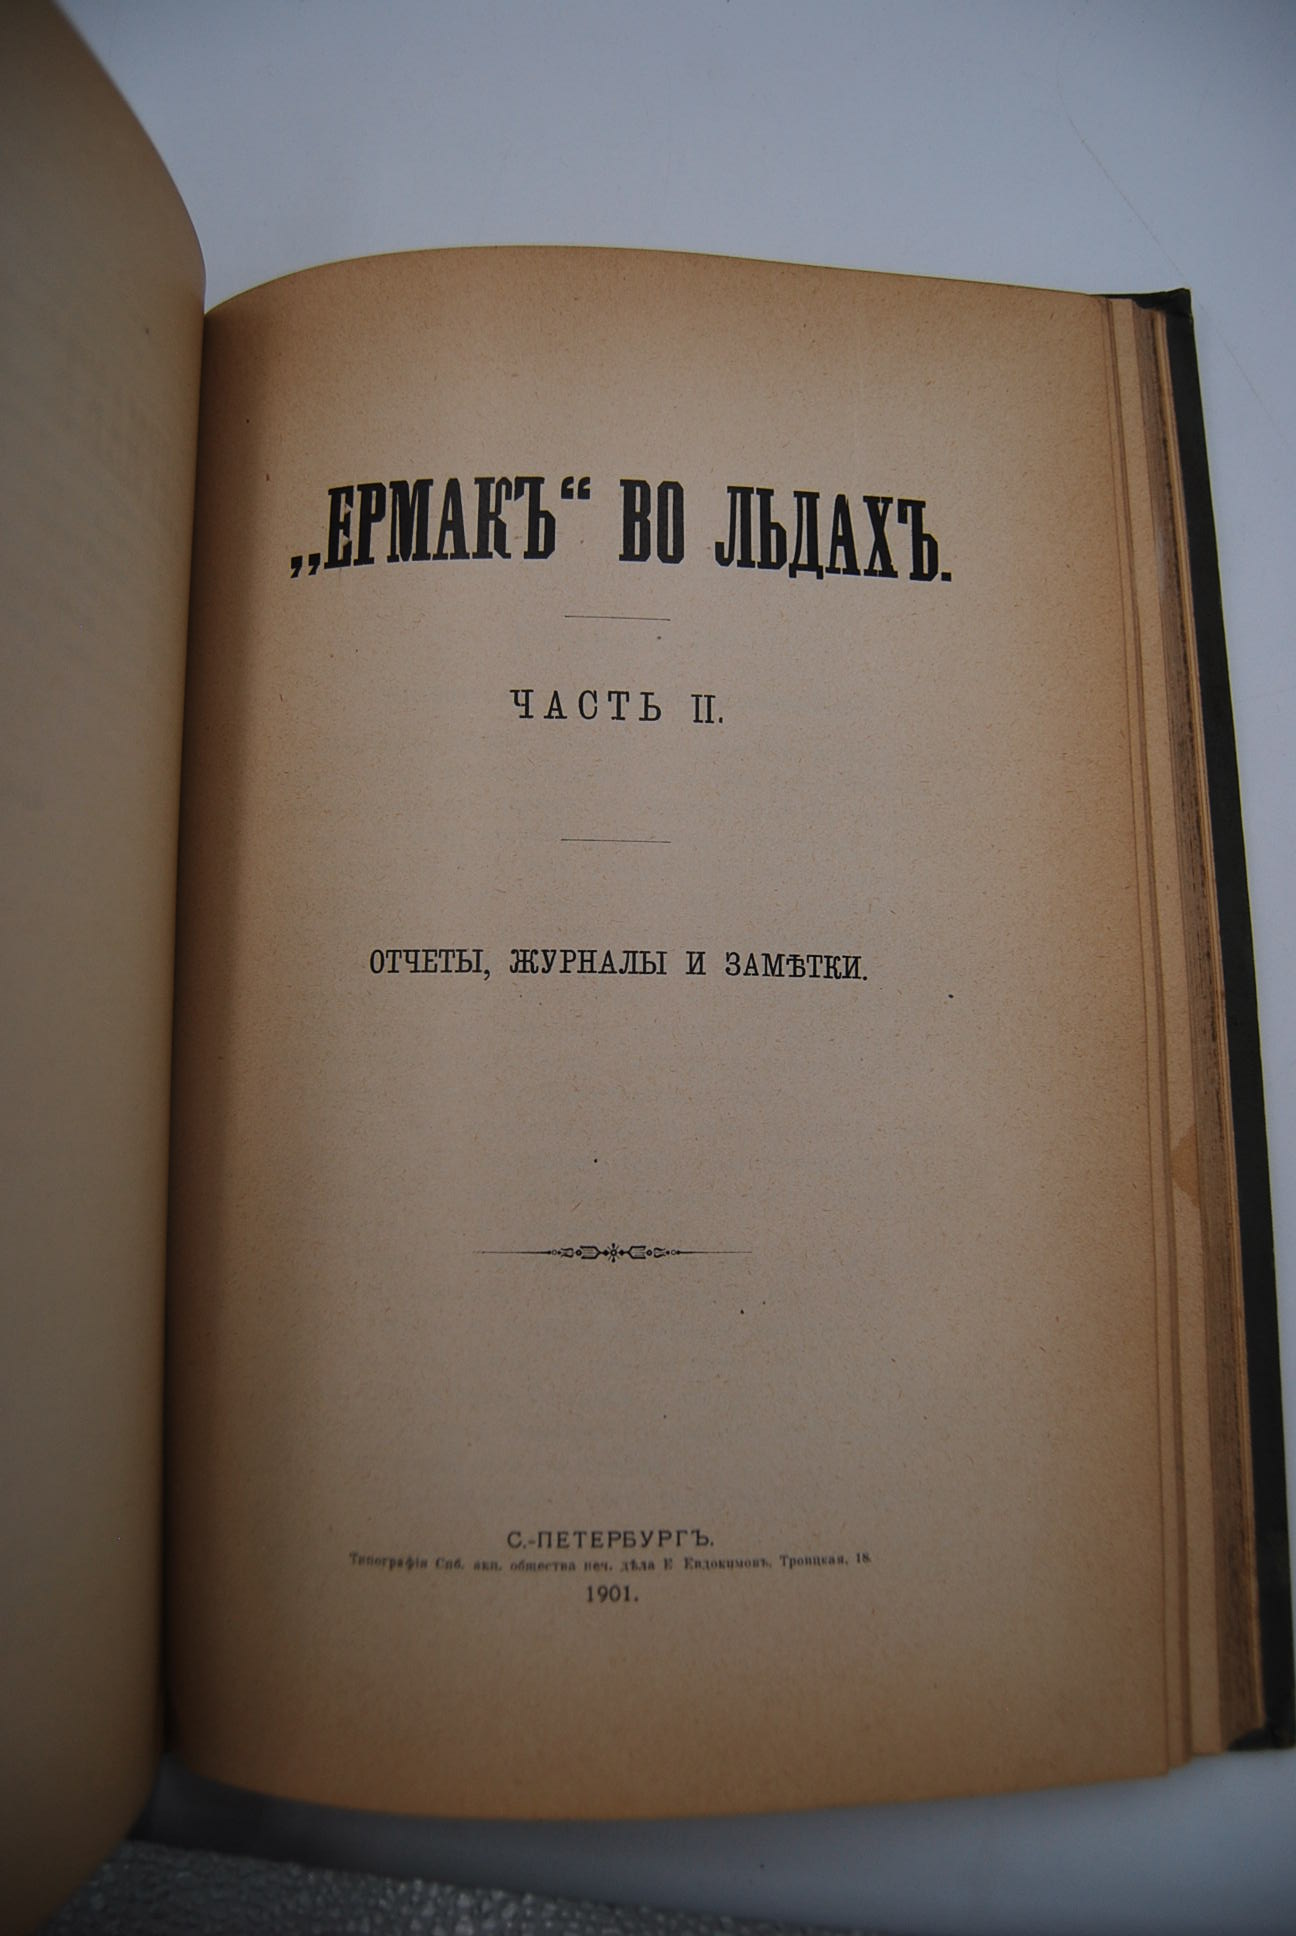 „ЕРМАКЪ“ ВО ЛЬДАХЪ.
ЧАСТЬ II.
ОТЧЕТЫ, ЖУРНАЛЫ И ЗАМѢТКИ.
С.-ПЕТЕРБУРГЪ.
Типографія Спб. акц. общества печ. дѣла Е. Евдокимовъ. Троицкая, 18.
1901.